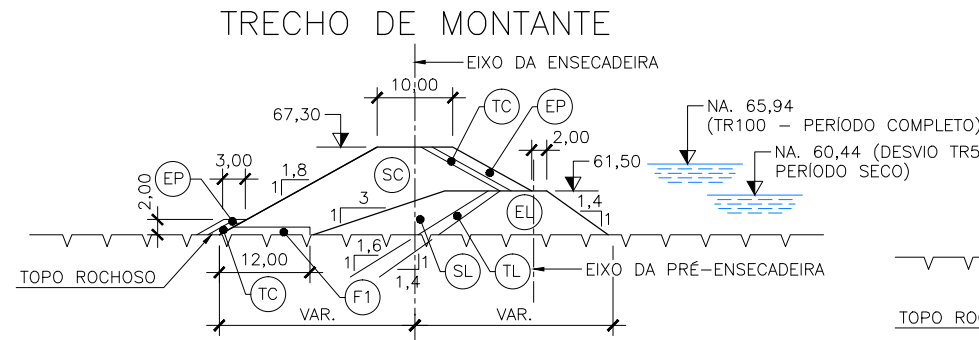 TRECHO DE MONTANTE
EIXO DA ENSECADEIRA
10,00
TC
EP
67,30
2,00
NA. 65,94
(TR100 – PERÍODO COMPLETO)
NA. 60,44 (DESVIO TR5
PERÍODO SECO)
61,50
EP
3,00
2,00
1,8
1
SC
3
1
EL
1,4
1
1,6
1
1
1,4
SL
TL
TOPO ROCHOSO
12,00
TC
F1
EIXO DA PRÉ-ENSECADEIRA
VAR.
VAR.
TOPO ROC